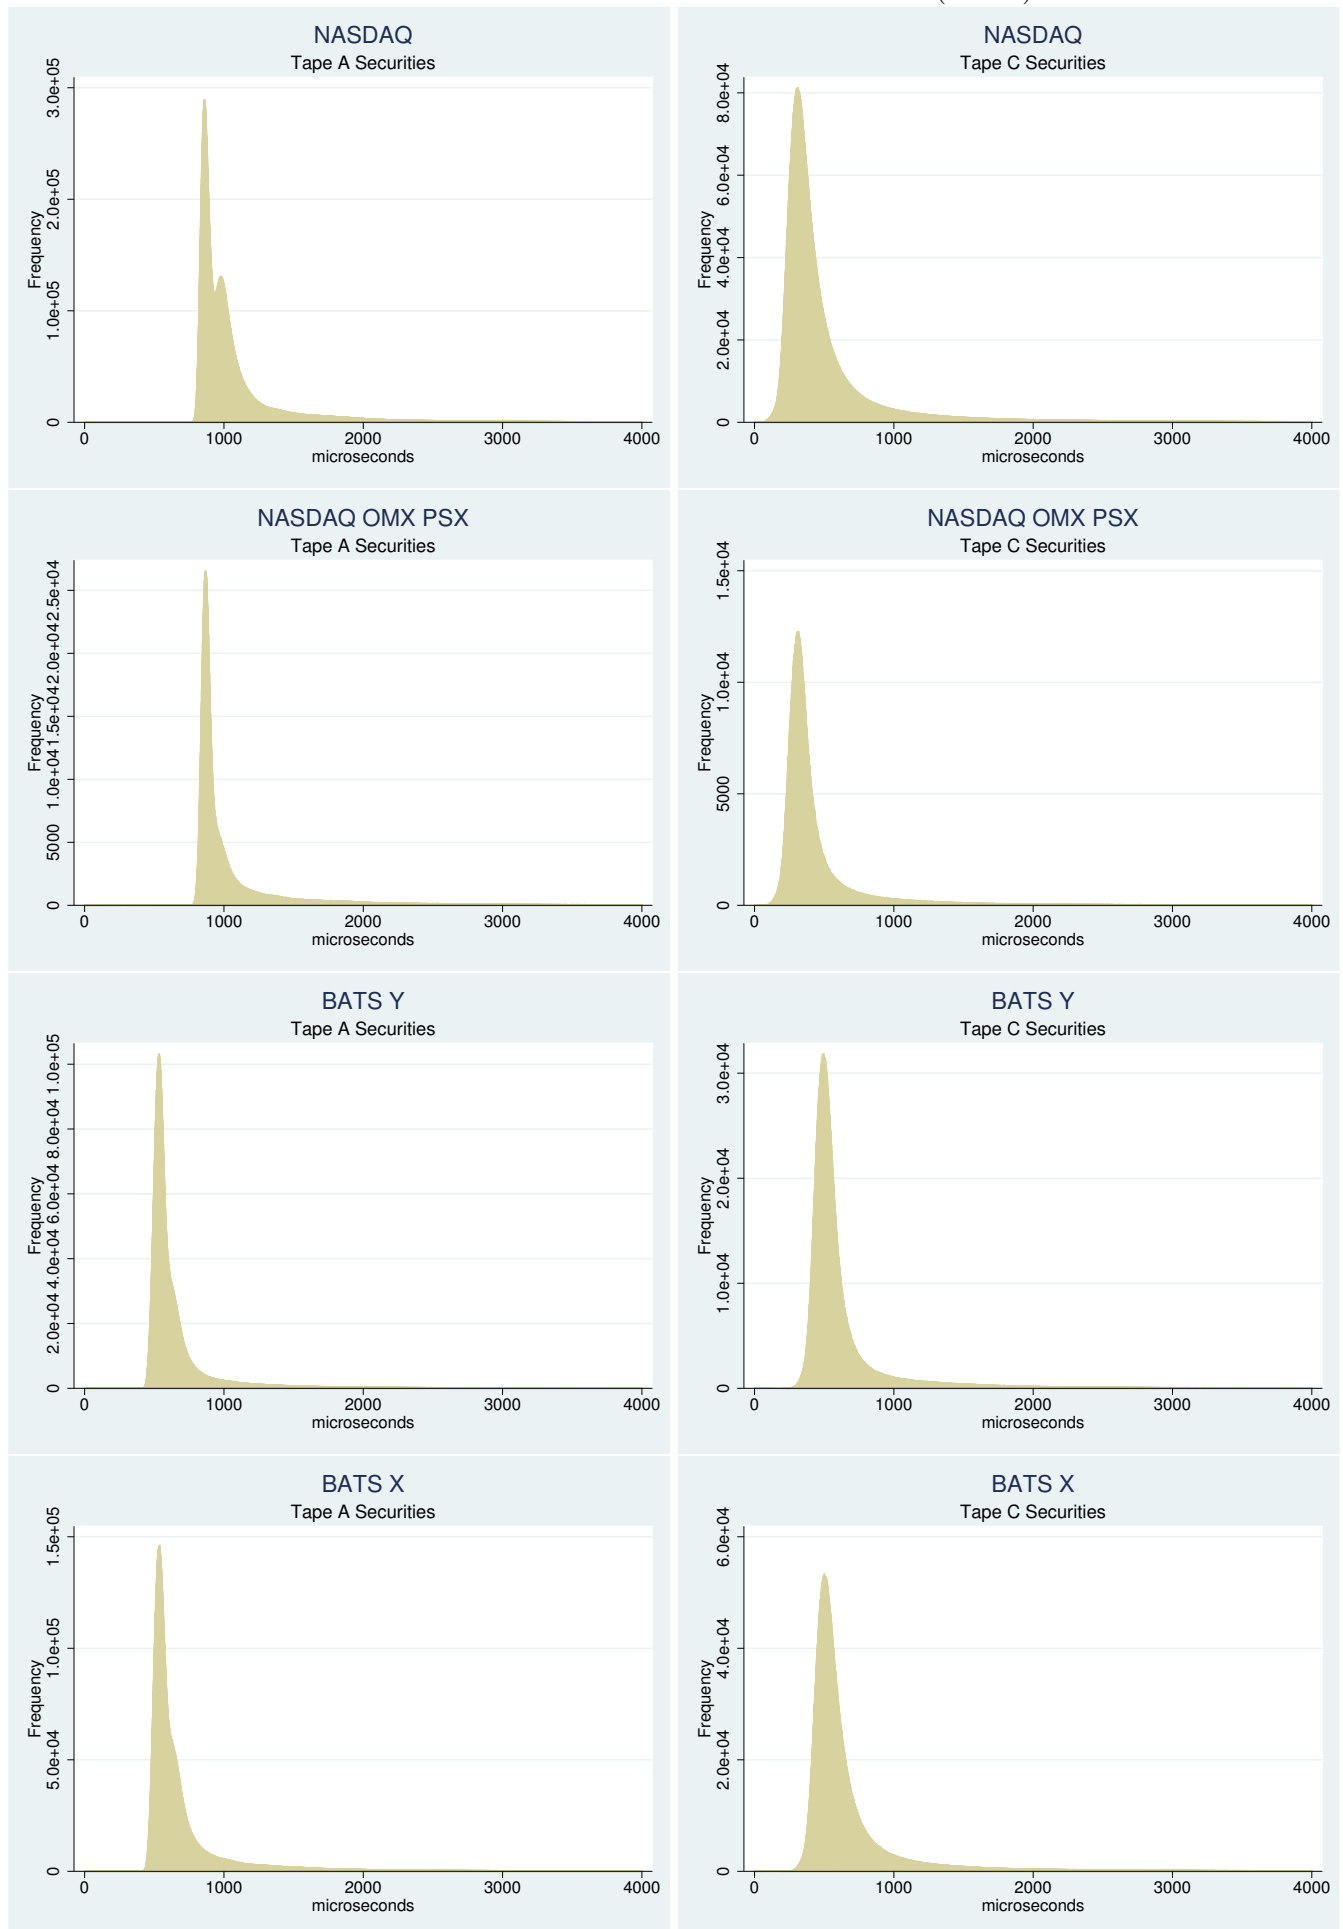 NASDAQ
Tape A Securities
Frequency
0
1.0e+05
2.0e+05
3.0e+05
0 1000 2000 3000 4000
microseconds
NASDAQ
Tape C Securities
Frequency
0
2.0e+04
4.0e+04
6.0e+04
8.0e+04
0 1000 2000 3000 4000
microseconds
NASDAQ OMX PSX
Tape A Securities
Frequency
0
5000
1.0e+04
1.5e+04
2.0e+04
2.5e+04
0 1000 2000 3000 4000
microseconds
NASDAQ OMX PSX
Tape C Securities
Frequency
0
5000
1.0e+04
1.5e+04
0 1000 2000 3000 4000
microseconds
BATS Y
Tape A Securities
Frequency
0
2.0e+04
4.0e+04
6.0e+04
8.0e+04
1.0e+05
0 1000 2000 3000 4000
microseconds
BATS Y
Tape C Securities
Frequency
0
1.0e+04
2.0e+04
3.0e+04
0 1000 2000 3000 4000
microseconds
BATS X
Tape A Securities
Frequency
0
5.0e+04
1.0e+05
1.5e+05
0 1000 2000 3000 4000
microseconds
BATS X
Tape C Securities
Frequency
0
2.0e+04
4.0e+04
6.0e+04
0 1000 2000 3000 4000
microseconds